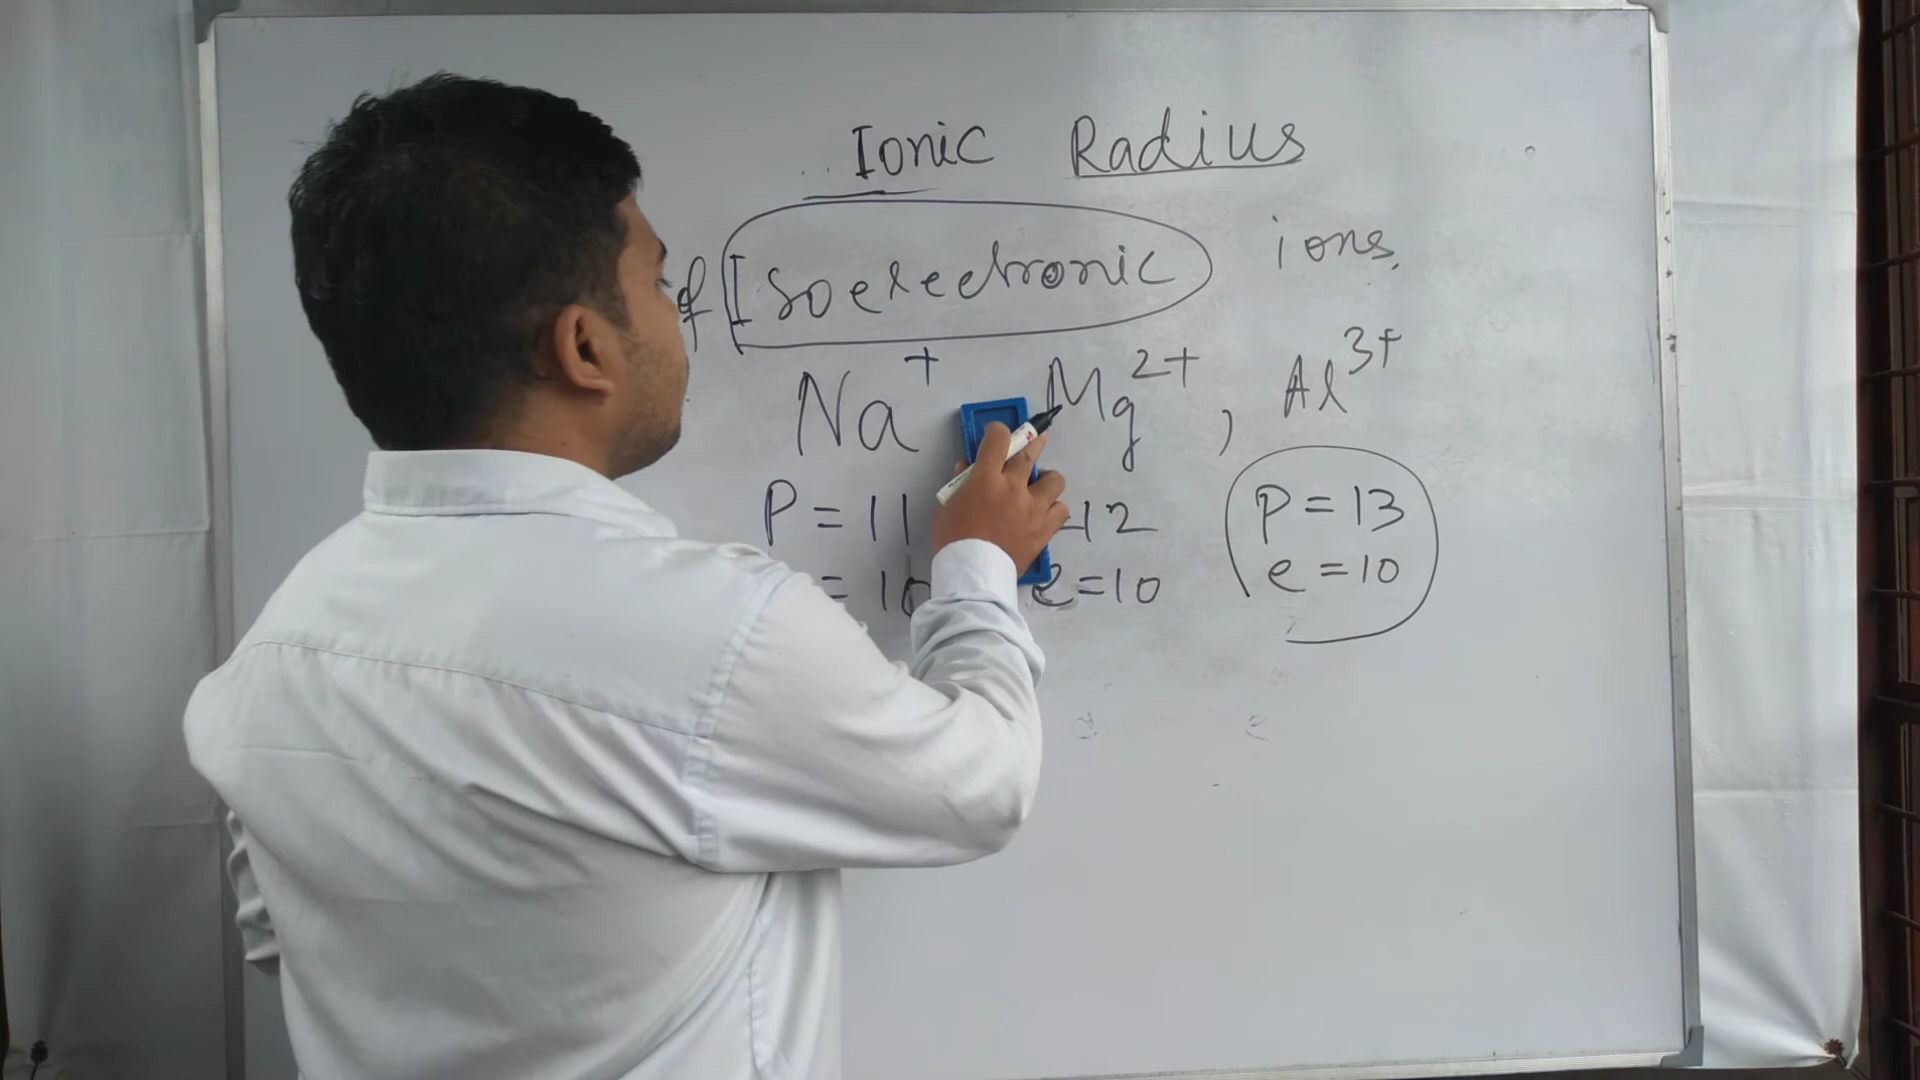 Ionic Radius
of Isoelectronic ions.
Na⁺ Mg²⁺, Al³⁺
P = 11 =12 P = 13
= 10 e=10 e =10